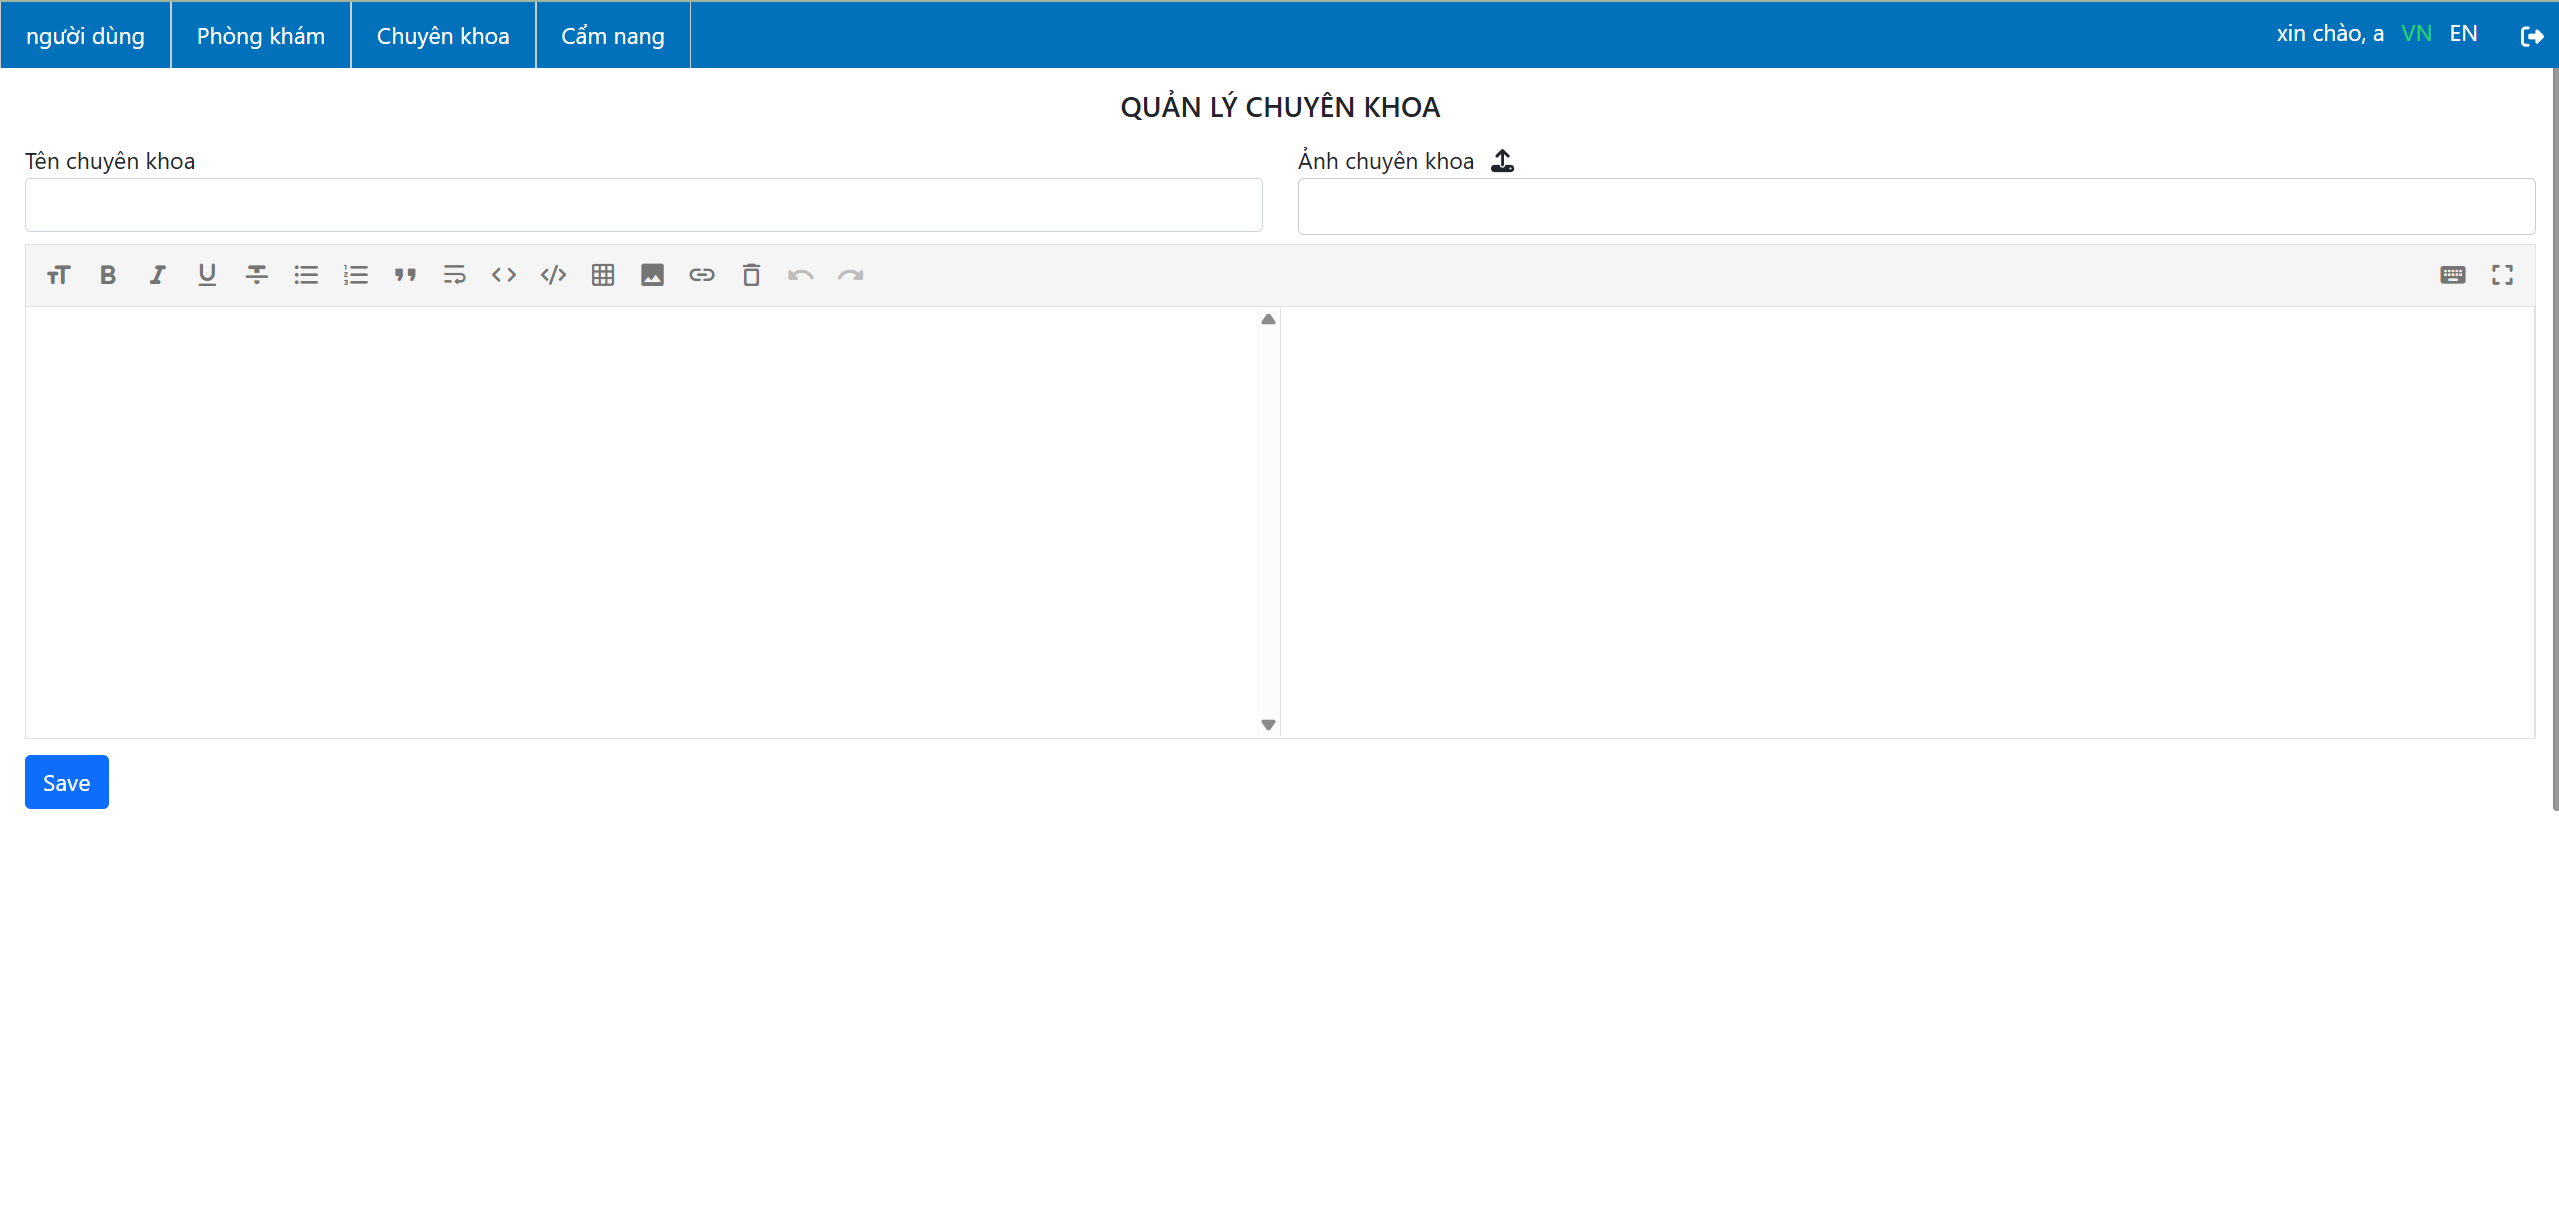 người dùng Phòng khám Chuyên khoa Cẩm nang xin chào, a VN EN
QUẢN LÝ CHUYÊN KHOA
Tên chuyên khoa Ảnh chuyên khoa
Save